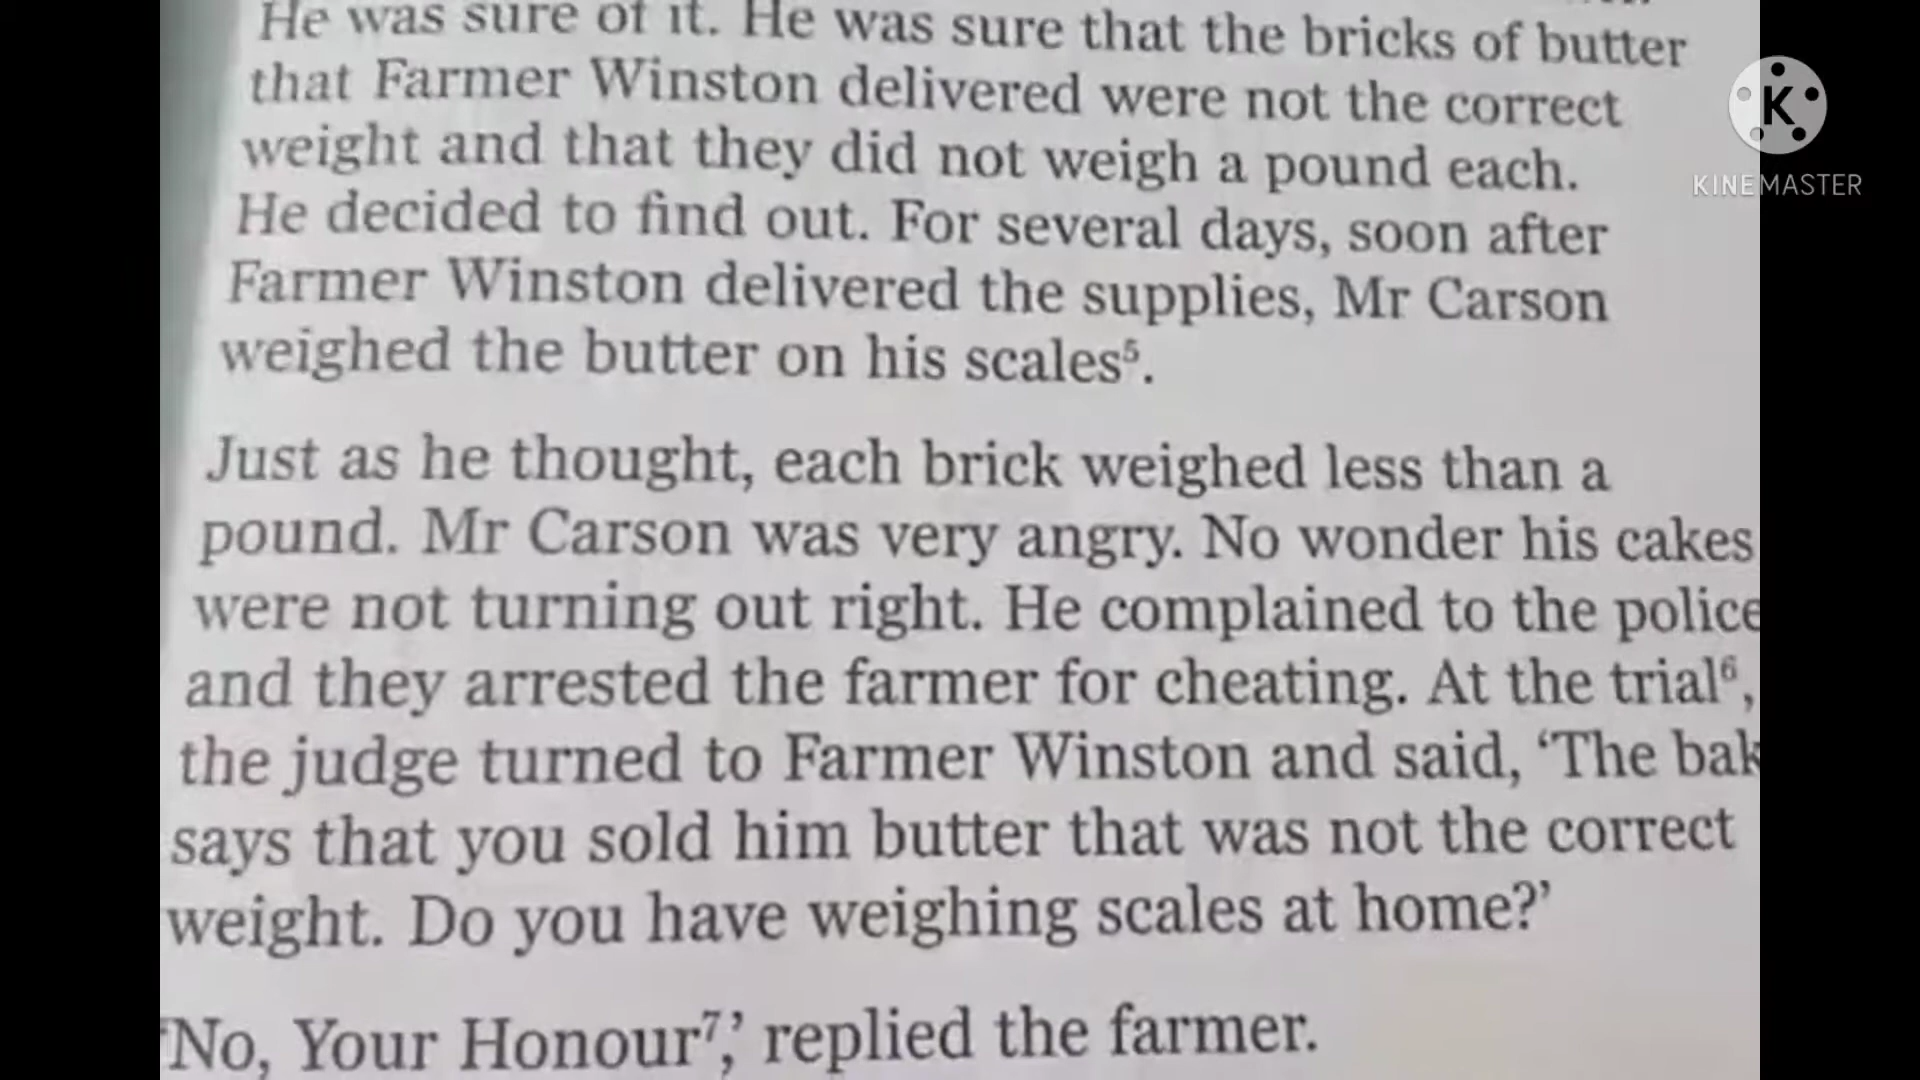 He was sure of it. He was sure that the bricks of butter
that Farmer Winston delivered were not the correct
weight and that they did not weigh a pound each.
He decided to find out. For several days, soon after
Farmer Winston delivered the supplies, Mr Carson
weighed the butter on his scales⁵.
Just as he thought, each brick weighed less than a
pound. Mr Carson was very angry. No wonder his cakes
were not turning out right. He complained to the police
and they arrested the farmer for cheating. At the trial⁶,
the judge turned to Farmer Winston and said, ‘The bak
says that you sold him butter that was not the correct
weight. Do you have weighing scales at home?’
‘No, Your Honour⁷,’ replied the farmer.
K
KINEMASTER